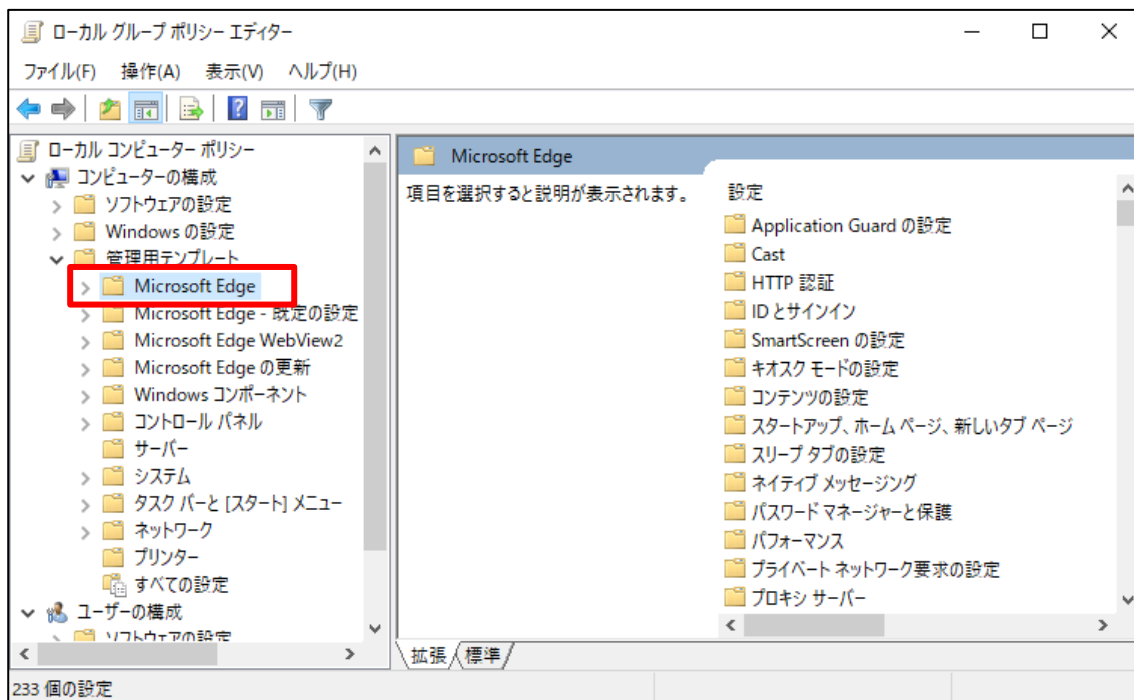 ローカル グループ ポリシー エディター
ファイル(F) 操作(A) 表示(V) ヘルプ(H)
ローカル コンピューター ポリシー
コンピューターの構成
ソフトウェアの設定
Windows の設定
管理用テンプレート
Microsoft Edge
Microsoft Edge - 既定の設定
Microsoft Edge WebView2
Microsoft Edge の更新
Windows コンポーネント
コントロール パネル
サーバー
システム
タスク バーと [スタート] メニュー
ネットワーク
プリンター
すべての設定
ユーザーの構成
ソフトウェアの設定
Microsoft Edge
項目を選択すると説明が表示されます。
設定
Application Guard の設定
Cast
HTTP 認証
ID とサインイン
SmartScreen の設定
キオスク モードの設定
コンテンツの設定
スタートアップ、ホーム ページ、新しいタブ ページ
スリープ タブの設定
ネイティブ メッセージング
パスワード マネージャーと保護
パフォーマンス
プライベート ネットワーク要求の設定
プロキシ サーバー
拡張 標準
233 個の設定